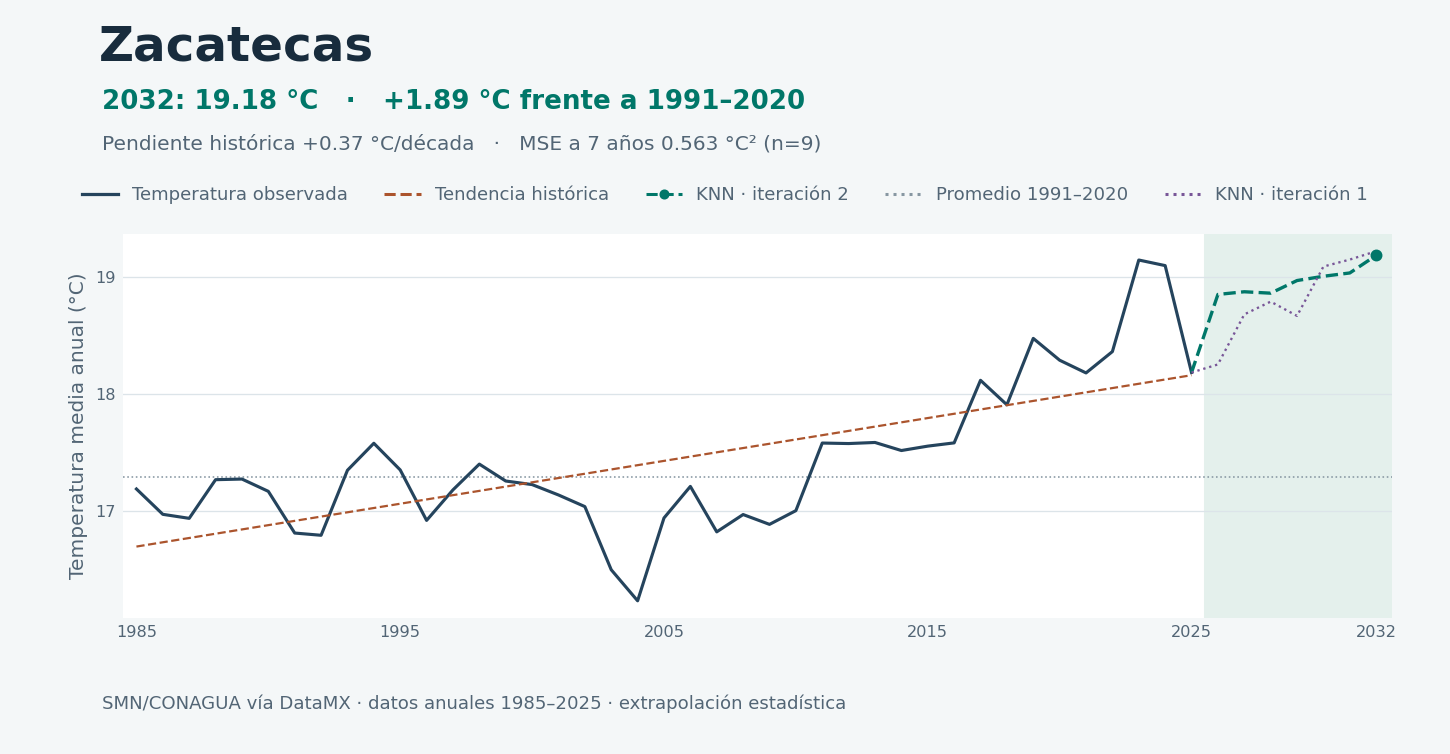 Zacatecas
2032: 19.18 °C · +1.89 °C frente a 1991–2020
Pendiente histórica +0.37 °C/década · MSE a 7 años 0.563 °C² (n=9)
Temperatura observada Tendencia histórica KNN · iteración 2 Promedio 1991–2020 KNN · iteración 1
Temperatura media anual (°C)
19
18
17
1985 1995 2005 2015 2025 2032
SMN/CONAGUA vía DataMX · datos anuales 1985–2025 · extrapolación estadística